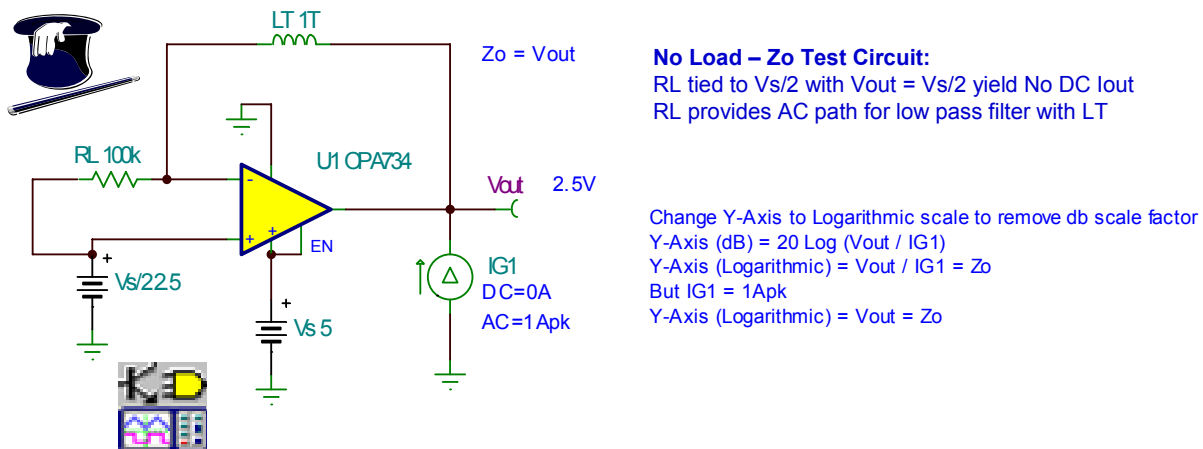 LT 1T
Zo = Vout
No Load – Zo Test Circuit:
RL tied to Vs/2 with Vout = Vs/2 yield No DC Iout
RL provides AC path for low pass filter with LT
RL 100k
U1 OPA734
-
+
+
EN
Vout 2.5V
+
Vs/2 2.5
+
Vs 5
IG1
DC=0A
AC=1Apk
Change Y-Axis to Logarithmic scale to remove db scale factor
Y-Axis (dB) = 20 Log (Vout / IG1)
Y-Axis (Logarithmic) = Vout / IG1 = Zo
But IG1 = 1Apk
Y-Axis (Logarithmic) = Vout = Zo